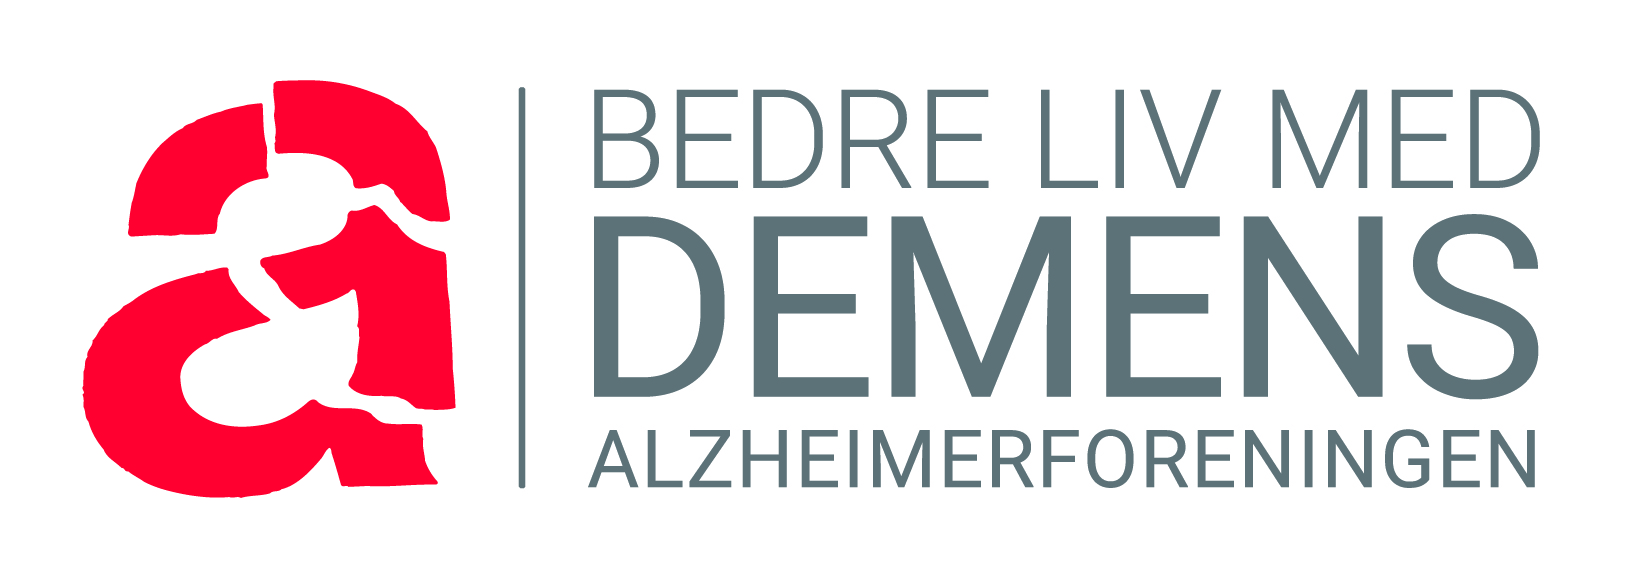 a
BEDRE LIV MED
DEMENS
ALZHEIMERFORENINGEN